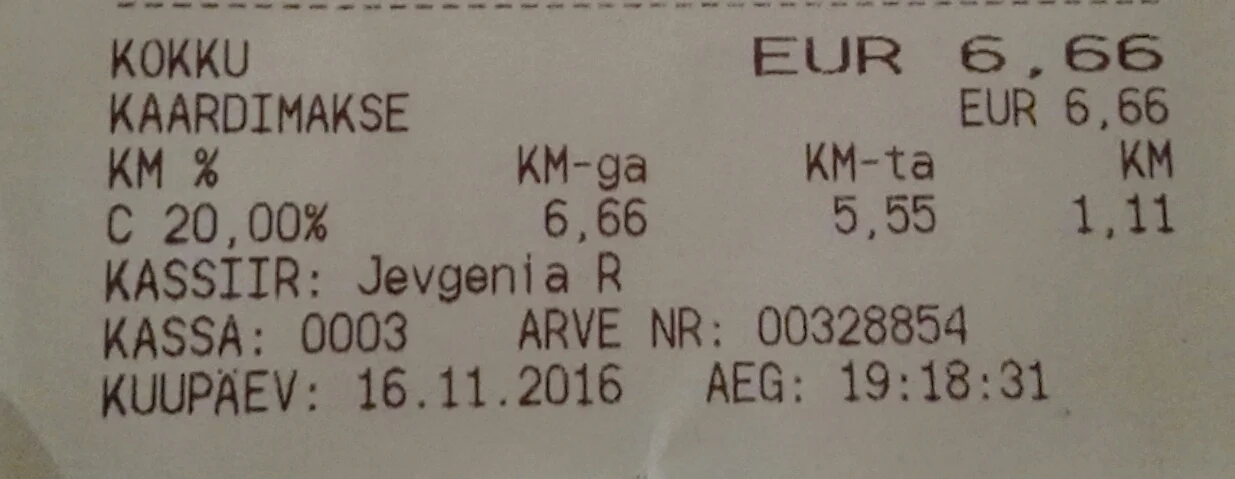 KOKKU EUR 6,66
KAARDIMAKSE EUR 6,66
KM % KM-ga KM-ta KM
C 20,00% 6,66 5,55 1,11
KASSIIR: Jevgenia R
KASSA: 0003 ARVE NR: 00328854
KUUPÄEV: 16.11.2016 AEG: 19:18:31